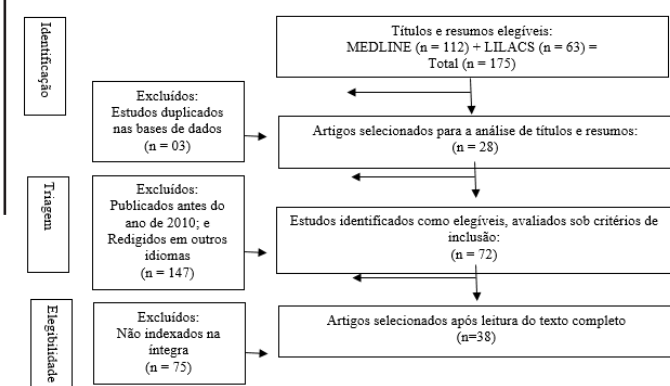 Identificação
Títulos e resumos elegíveis:
MEDLINE (n = 112) + LILACS (n = 63) =
Total (n = 175)
Excluídos:
Estudos duplicados
nas bases de dados
(n = 03)
Artigos selecionados para a análise de títulos e resumos:
(n = 28)
Triagem
Excluídos:
Publicados antes do
ano de 2010; e
Redigidos em outros
idiomas
(n = 147)
Estudos identificados como elegíveis, avaliados sob critérios de
inclusão:
(n = 72)
Elegibilidade
Excluídos:
Não indexados na
íntegra
(n = 75)
Artigos selecionados após leitura do texto completo
(n=38)